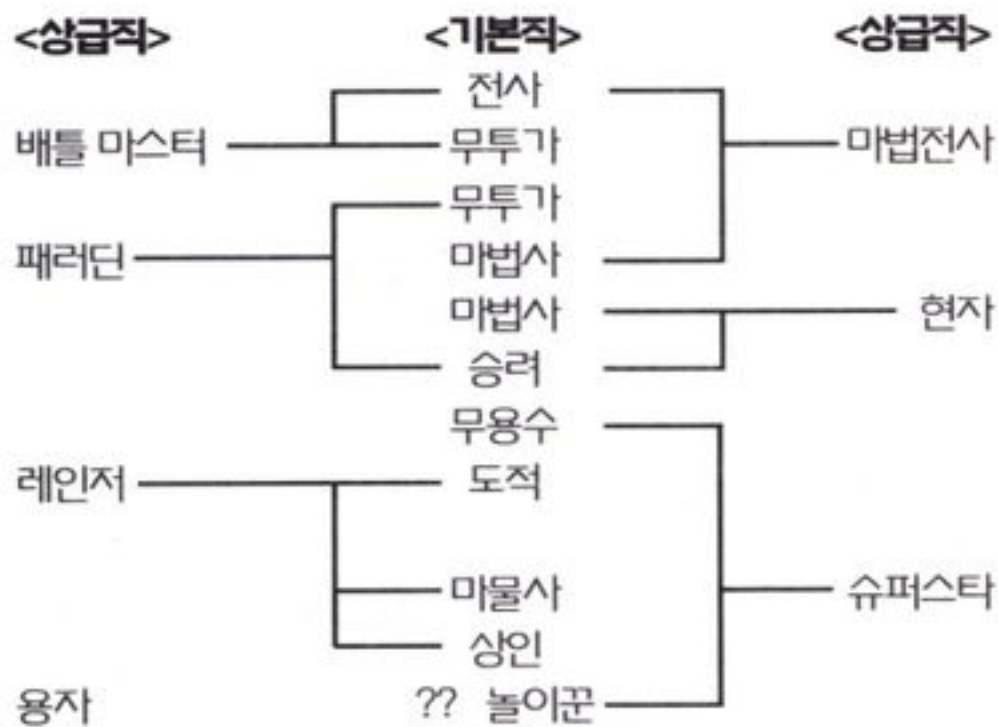 <상급직> <기본직> <상급직>
전사
배틀 마스터 무투가 마법전사
무투가
패러딘 마법사
마법사 현자
승려
무용수
레인저 도적
마물사 슈퍼스타
상인
용자 ?? 놀이꾼